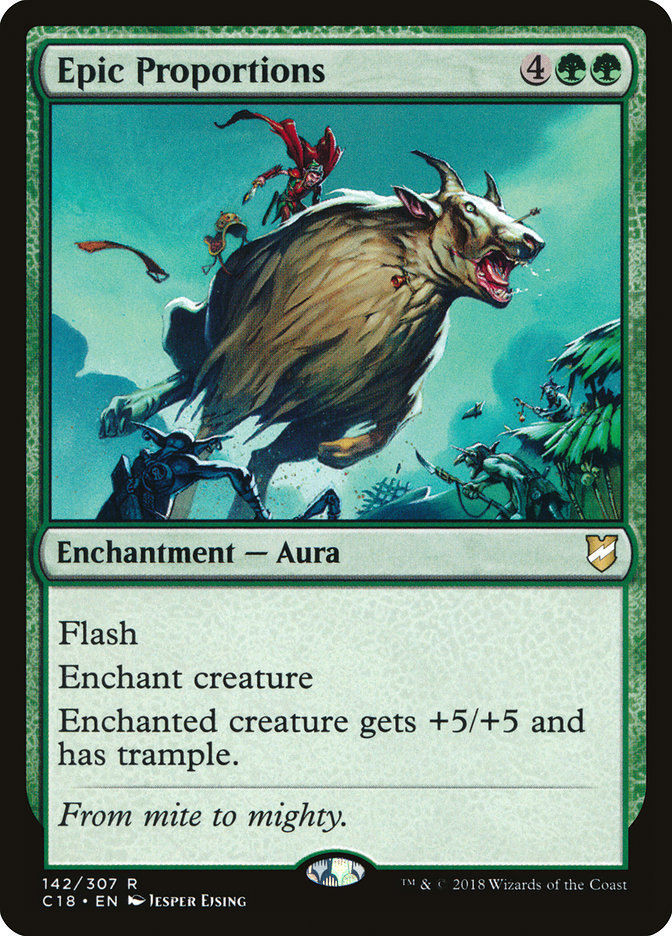 Epic Proportions 4
Enchantment — Aura
Flash
Enchant creature
Enchanted creature gets +5/+5 and
has trample.
From mite to mighty.
142/307 R
™ & © 2018 Wizards of the Coast
C18 • EN Jesper Ejsing